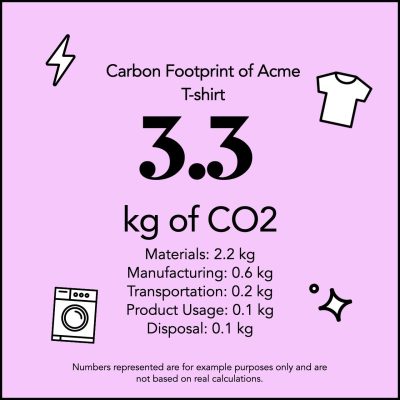 Carbon Footprint of Acme
T-shirt
3.3
kg of CO2
Materials: 2.2 kg
Manufacturing: 0.6 kg
Transportation: 0.2 kg
Product Usage: 0.1 kg
Disposal: 0.1 kg
Numbers represented are for example purposes only and are
not based on real calculations.